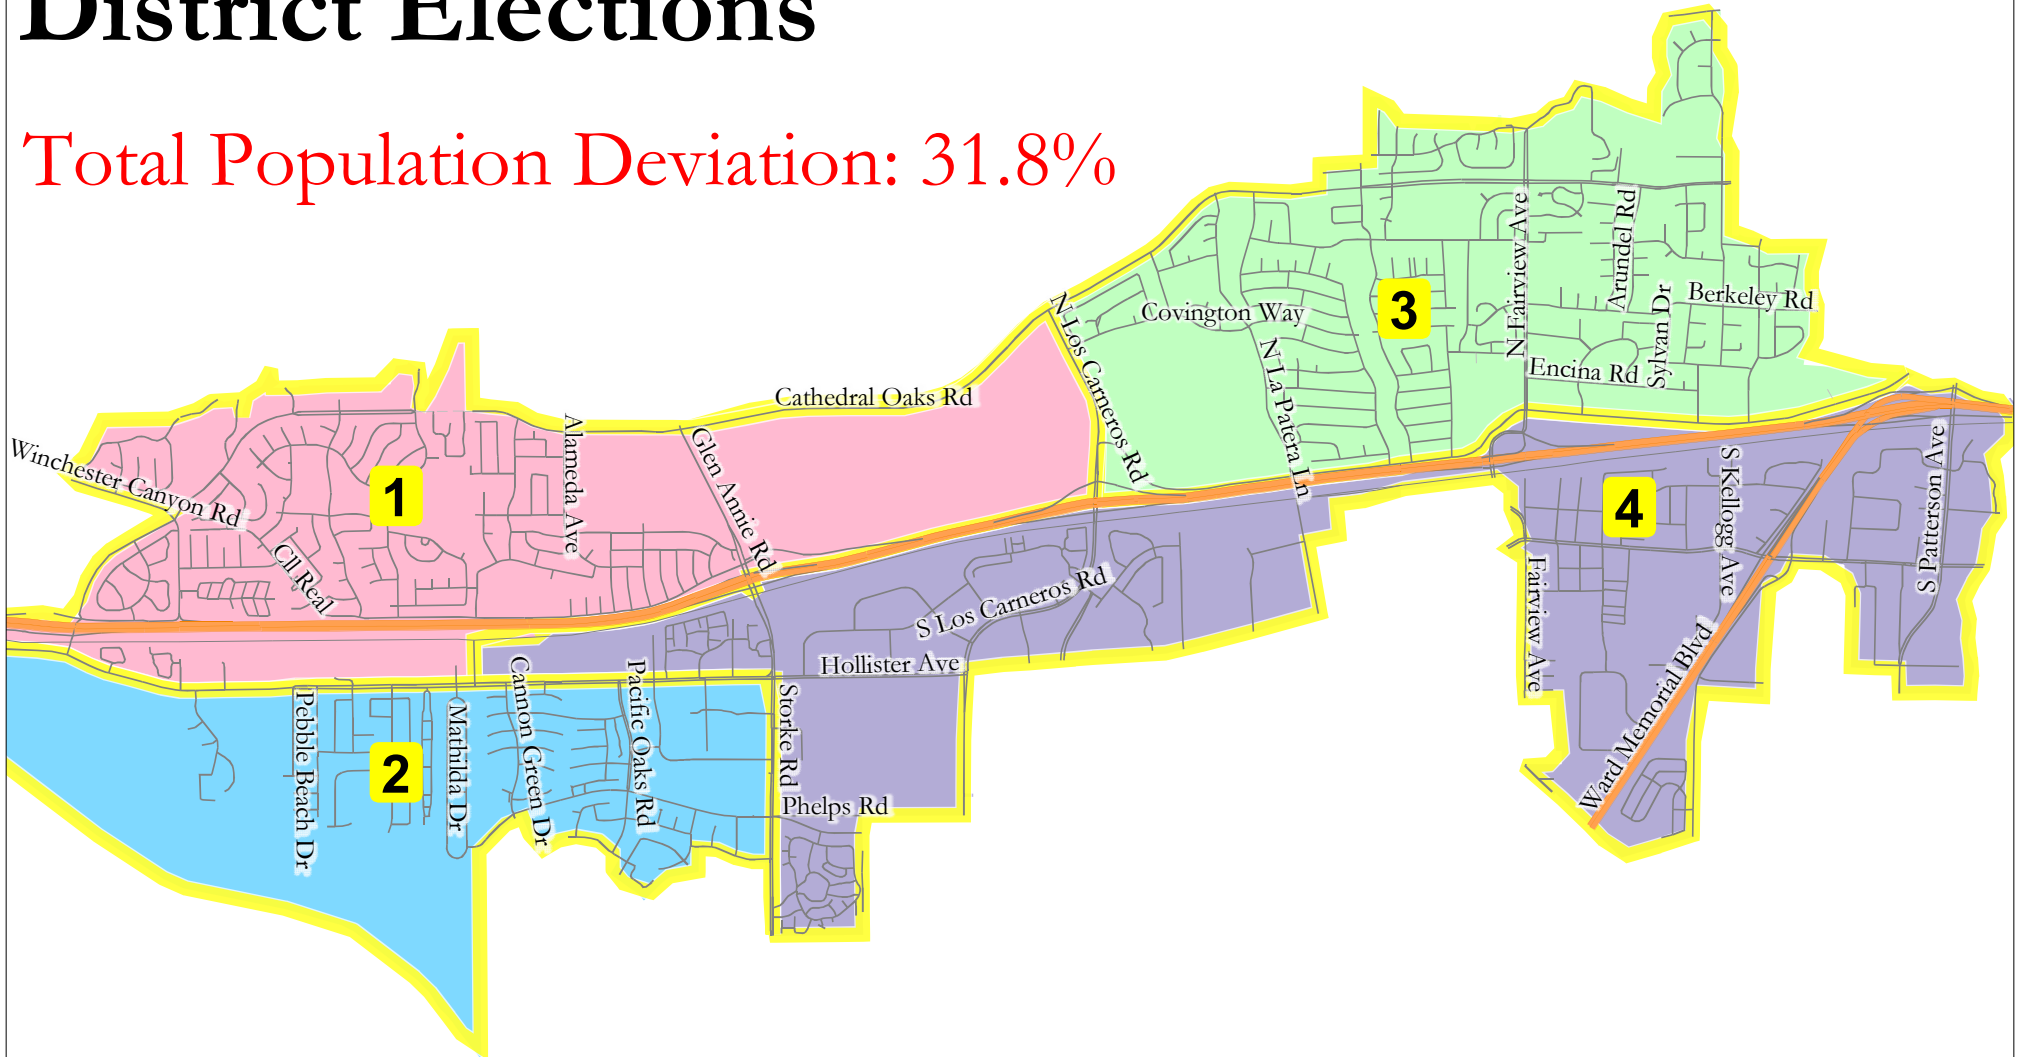 District Elections
Total Population Deviation: 31.8%
N Fairview Ave
Arundel Rd
Sylvan Dr
Berkeley Rd
3
Covington Way
N Los Carneros Rd
N La Patera Ln
Encina Rd
Cathedral Oaks Rd
Winchester Canyon Rd
1
Alameda Ave
Glen Annie Rd
Cll Real
S Kellogg Ave
4
S Patterson Ave
Fairview Ave
S Los Carneros Rd
Hollister Ave
Ward Memorial Blvd
Pebble Beach Dr
2
Mathilda Dr
Cannon Green Dr
Pacific Oaks Rd
Storke Rd
Phelps Rd